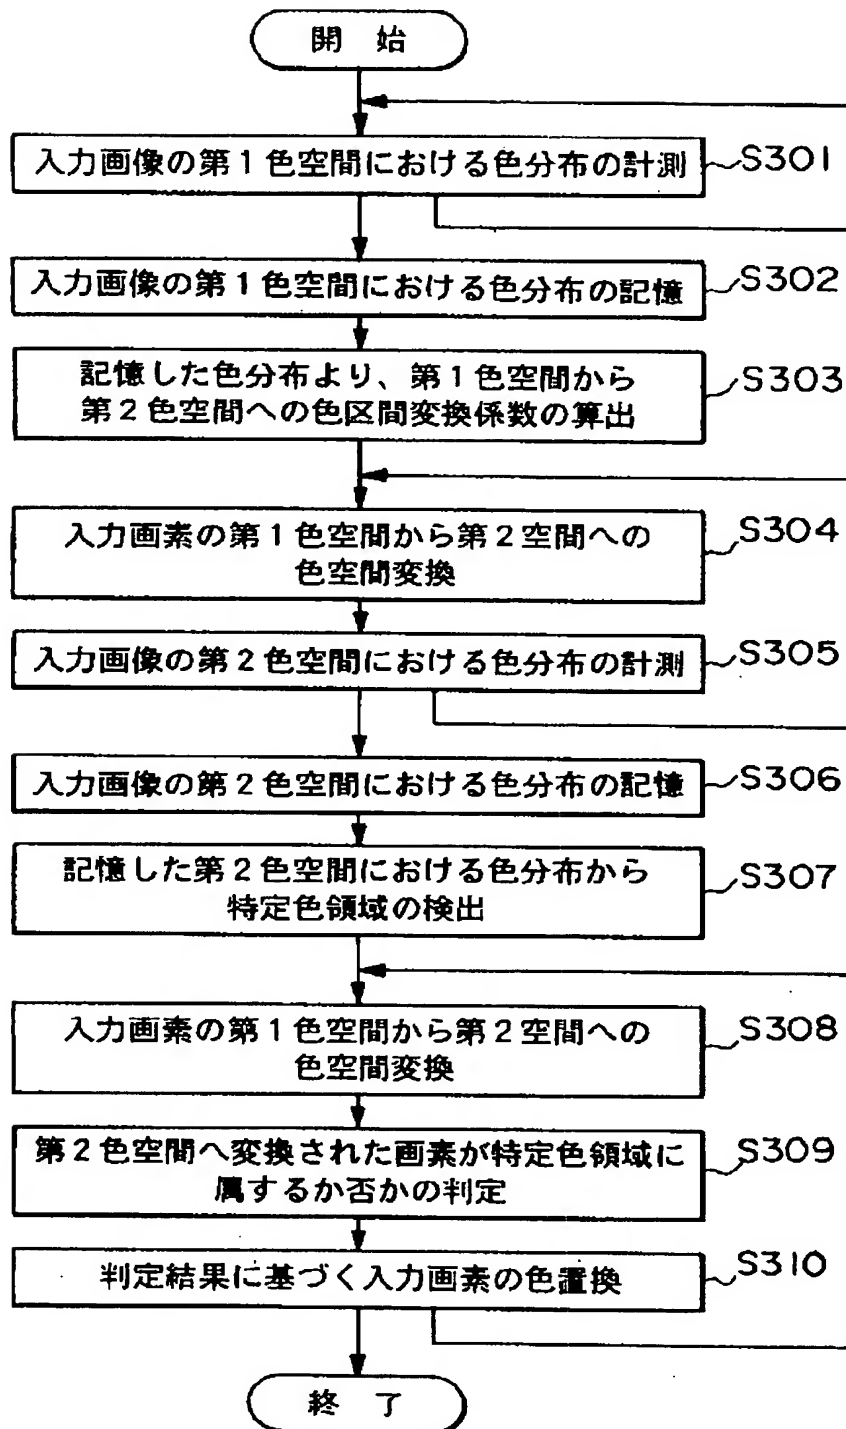 開 始
入力画像の第1色空間における色分布の計測
S301
入力画像の第1色空間における色分布の記憶
S302
記憶した色分布より、第1色空間から
第2色空間への色区間変換係数の算出
S303
入力画素の第1色空間から第2空間への
色空間変換
S304
入力画像の第2色空間における色分布の計測
S305
入力画像の第2色空間における色分布の記憶
S306
記憶した第2色空間における色分布から
特定色領域の検出
S307
入力画素の第1色空間から第2空間への
色空間変換
S308
第2色空間へ変換された画素が特定色領域に
属するか否かの判定
S309
判定結果に基づく入力画素の色置換
S310
終 了